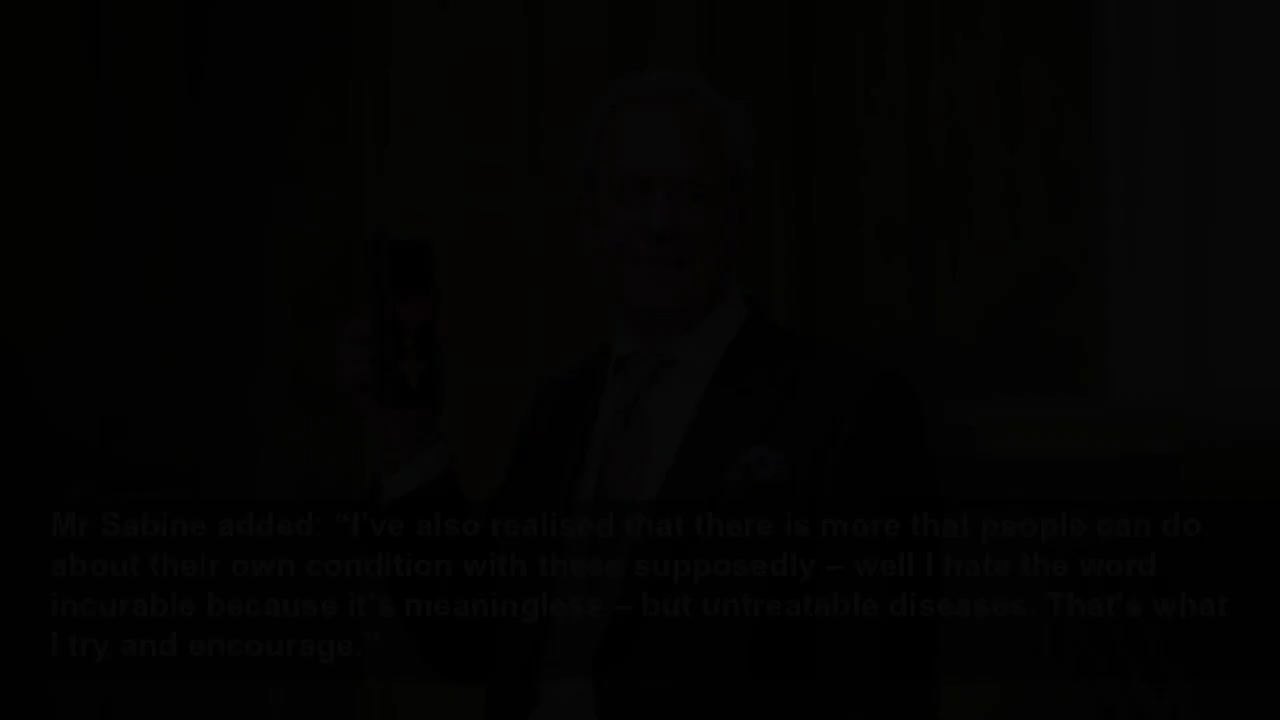 Mr Sabine added: “I’ve also realised that there is more that people can do
about their own condition with these supposedly – well I hate the word
incurable because it’s meaningless – but untreatable diseases. That’s what
I try and encourage.”